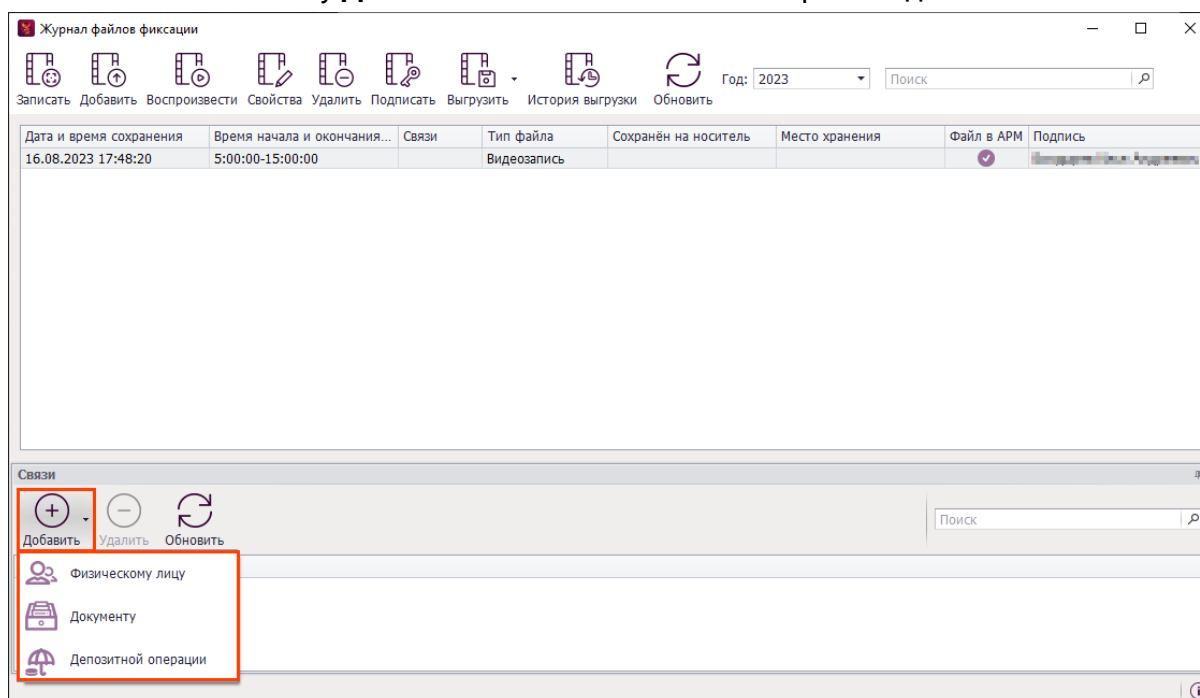 Журнал файлов фиксации
Записать Добавить Воспроизвести Свойства Удалить Подписать Выгрузить История выгрузки Обновить Год: 2023 Поиск
Дата и время сохранения Время начала и окончания... Связи Тип файла Сохранён на носитель Место хранения Файл в АРМ Подпись
16.08.2023 17:48:20 5:00:00-15:00:00 Видеозапись
Связи
Добавить Удалить Обновить Поиск
Физическому лицу
Документу
Депозитной операции